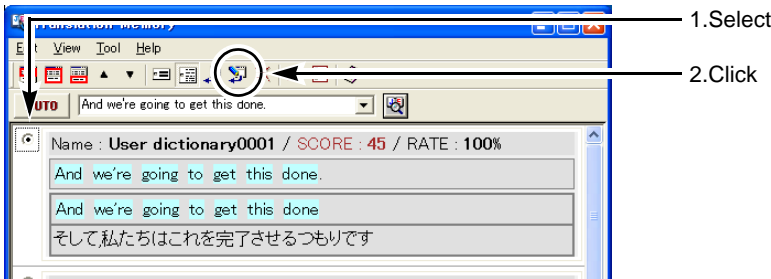 Translation Memory
1.Select
Edit View Tool Help
2.Click
AUTO And we're going to get this done.
Name : User dictionary0001 / SCORE : 45 / RATE : 100%
And we're going to get this done.
And we're going to get this done
そして,私たちはこれを完了させるつもりです